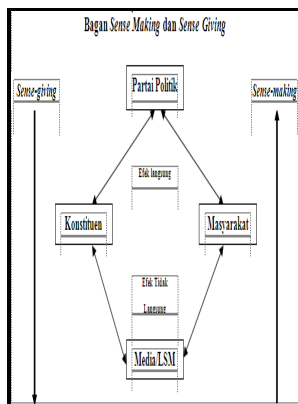 Bagan Sense Making dan Sense Giving
Partai Politik
Sense-giving
Sense-making
Efek langsung
Konstituen
Masyarakat
Efek Tidak
Langsung
Media/LSM